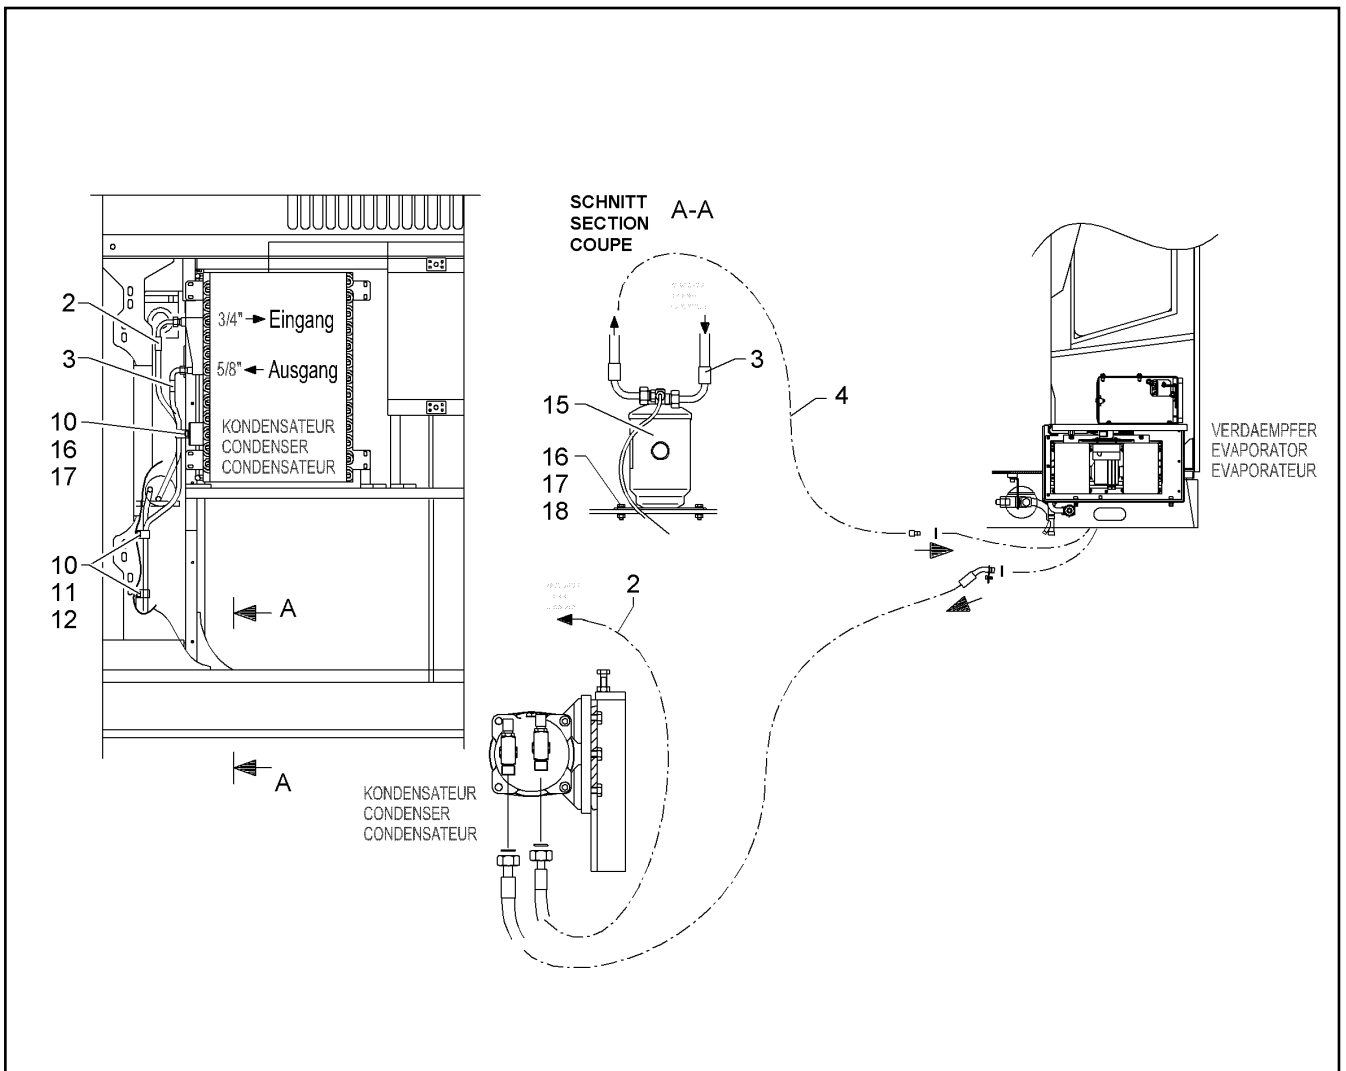 SCHNITT
SECTION
COUPE
A-A
2
3
10
16
17
10
11
12
3/4" Eingang
5/8" Ausgang
KONDENSATEUR
CONDENSER
CONDENSATEUR
A
A
3
15
16
17
18
4
VERDAEMPFER
EVAPORATOR
EVAPORATEUR
2
KONDENSATEUR
CONDENSER
CONDENSATEUR